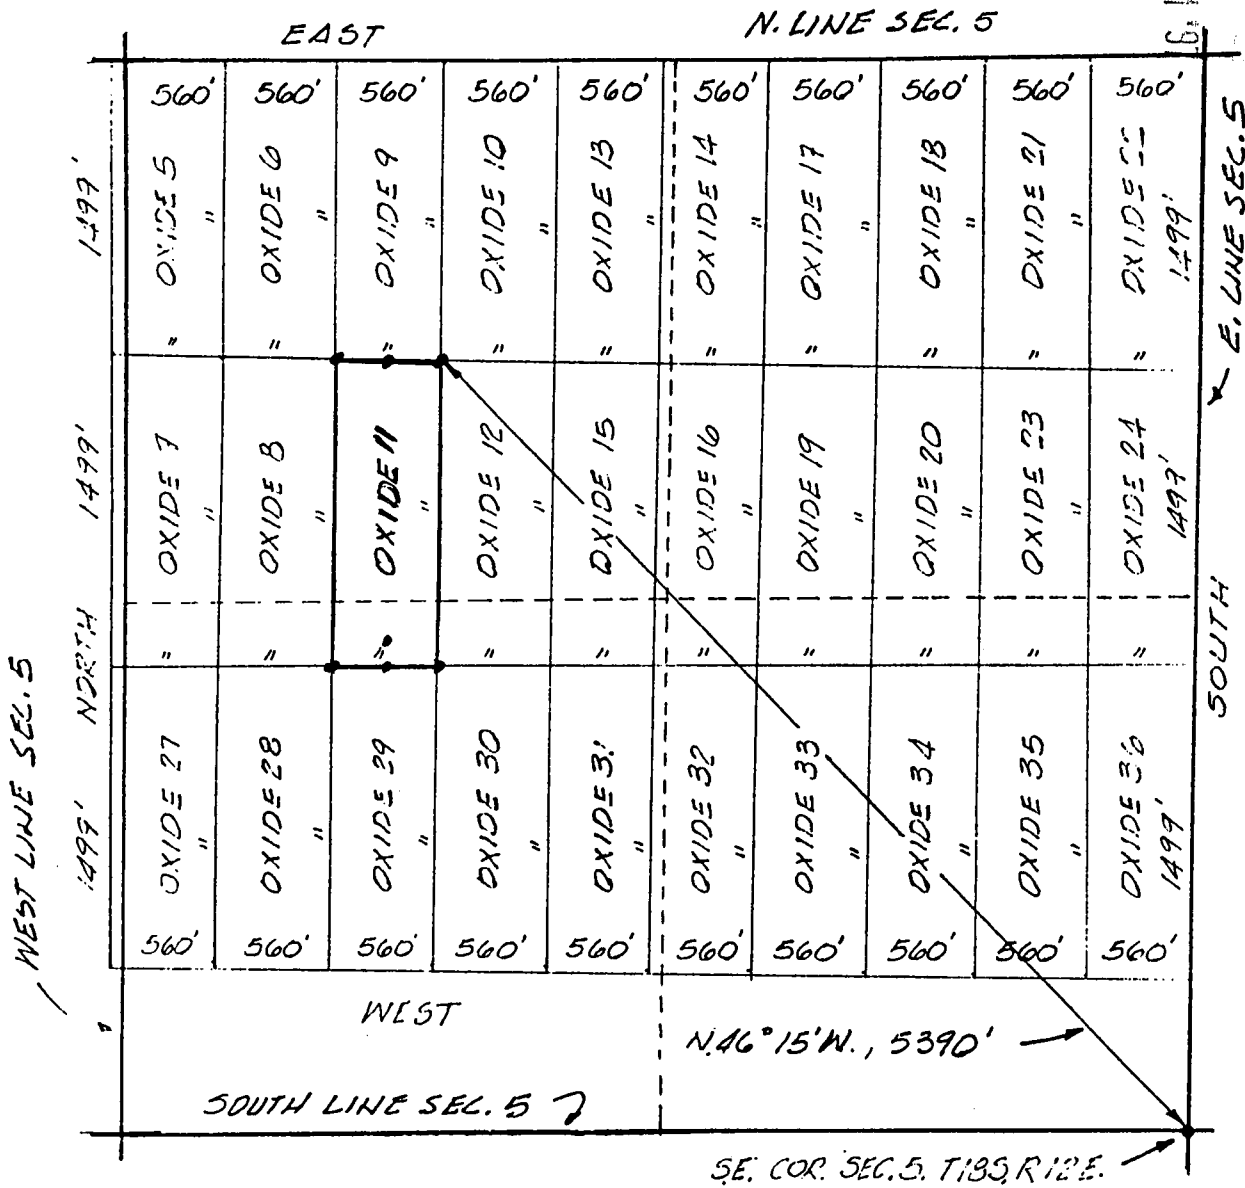 EAST
N. LINE SEC. 5
560' 560' 560' 560' 560' 560' 560' 560' 560' 560'
1499' OXIDE 5 OXIDE 6 OXIDE 9 OXIDE 10 OXIDE 13 OXIDE 14 OXIDE 17 OXIDE 18 OXIDE 21 OXIDE 22 1499'
" " " " " " " " "
" " " " " " " " " "
E. LINE SEC. 5
1499' OXIDE 7 OXIDE 8 OXIDE 11 OXIDE 12 OXIDE 15 OXIDE 16 OXIDE 19 OXIDE 20 OXIDE 23 OXIDE 24 1499'
" " " " " " " " "
NORTH
" " " " " " " " " "
SOUTH
WEST LINE SEC. 5
1499' OXIDE 27 OXIDE 28 OXIDE 29 OXIDE 30 OXIDE 31 OXIDE 32 OXIDE 33 OXIDE 34 OXIDE 35 OXIDE 36 1499'
" " " " " " " " "
560' 560' 560' 560' 560' 560' 560' 560' 560' 560'
WEST
N.46°15'W., 5390'
SOUTH LINE SEC. 5
S.E. COR. SEC. 5. T18S, R12E.